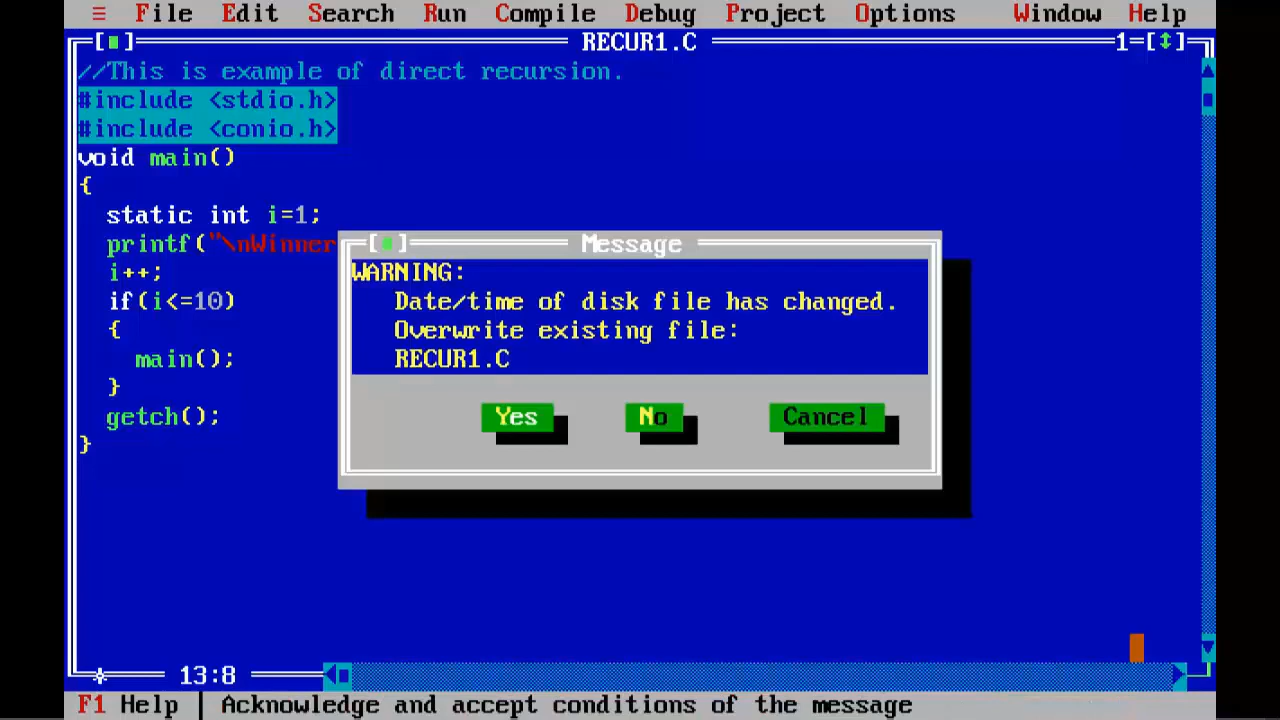 ≡ File Edit Search Run Compile Debug Project Options Window Help
RECUR1.C 1
//This is example of direct recursion.
#include <stdio.h>
#include <conio.h>
void main()
{
static int i=1;
printf("\nWinner
i++;
if(i<=10)
{
main();
}
getch();
}
Message
WARNING:
Date/time of disk file has changed.
Overwrite existing file:
RECUR1.C
Yes No Cancel
13:8
F1 Help │ Acknowledge and accept conditions of the message